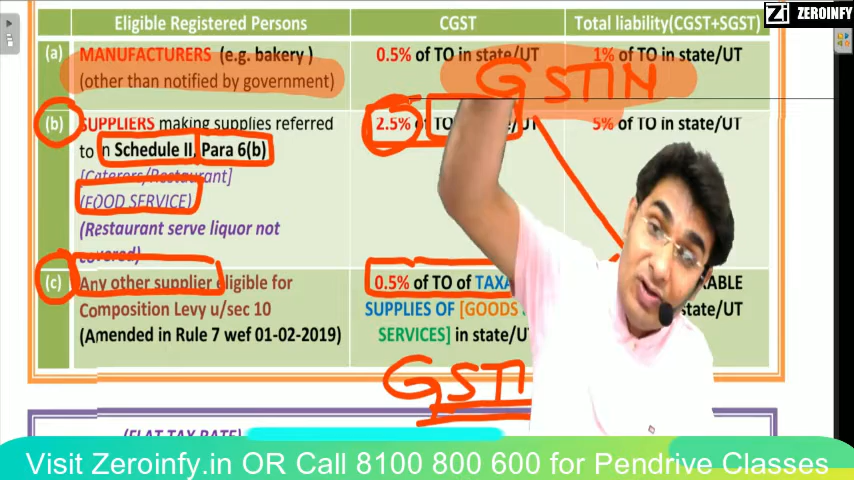 Zi ZEROINFY
Eligible Registered Persons CGST Total liability(CGST+SGST)
(a) MANUFACTURERS (e.g. bakery ) 0.5% of TO in state/UT 1% of TO in state/UT
(other than notified by government)
GSTIN
(b) SUPPLIERS making supplies referred 2.5% of TO UT 5% of TO in state/UT
to in Schedule II, Para 6(b)
[Caterers/Restaurant]
(FOOD SERVICE)
(Restaurant serve liquor not
covered)
(c) Any other supplier eligible for 0.5% of TO of TAXA ABLE
Composition Levy u/sec 10 SUPPLIES OF [GOODS state/UT
(Amended in Rule 7 wef 01-02-2019) SERVICES] in state/UT
GSTI
(FLAT TAX RATE)
Visit Zeroinfy.in OR Call 8100 800 600 for Pendrive Classes